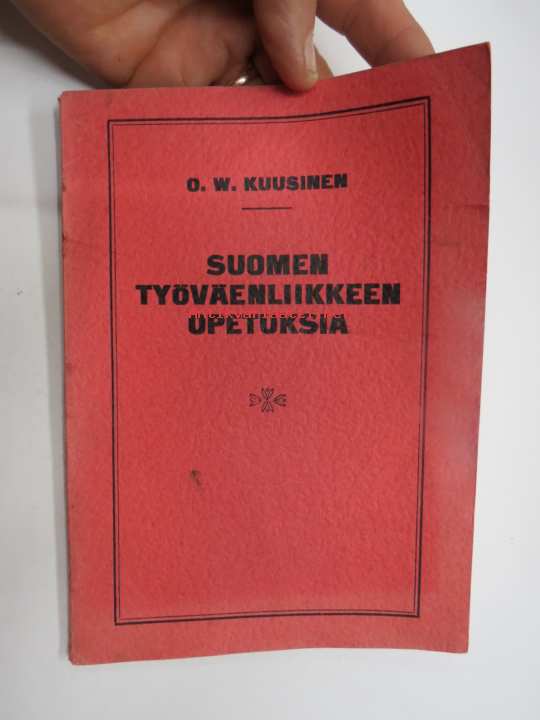 O. W. KUUSINEN
SUOMEN
TYÖVÄENLIIKKEEN
OPETUKSIA